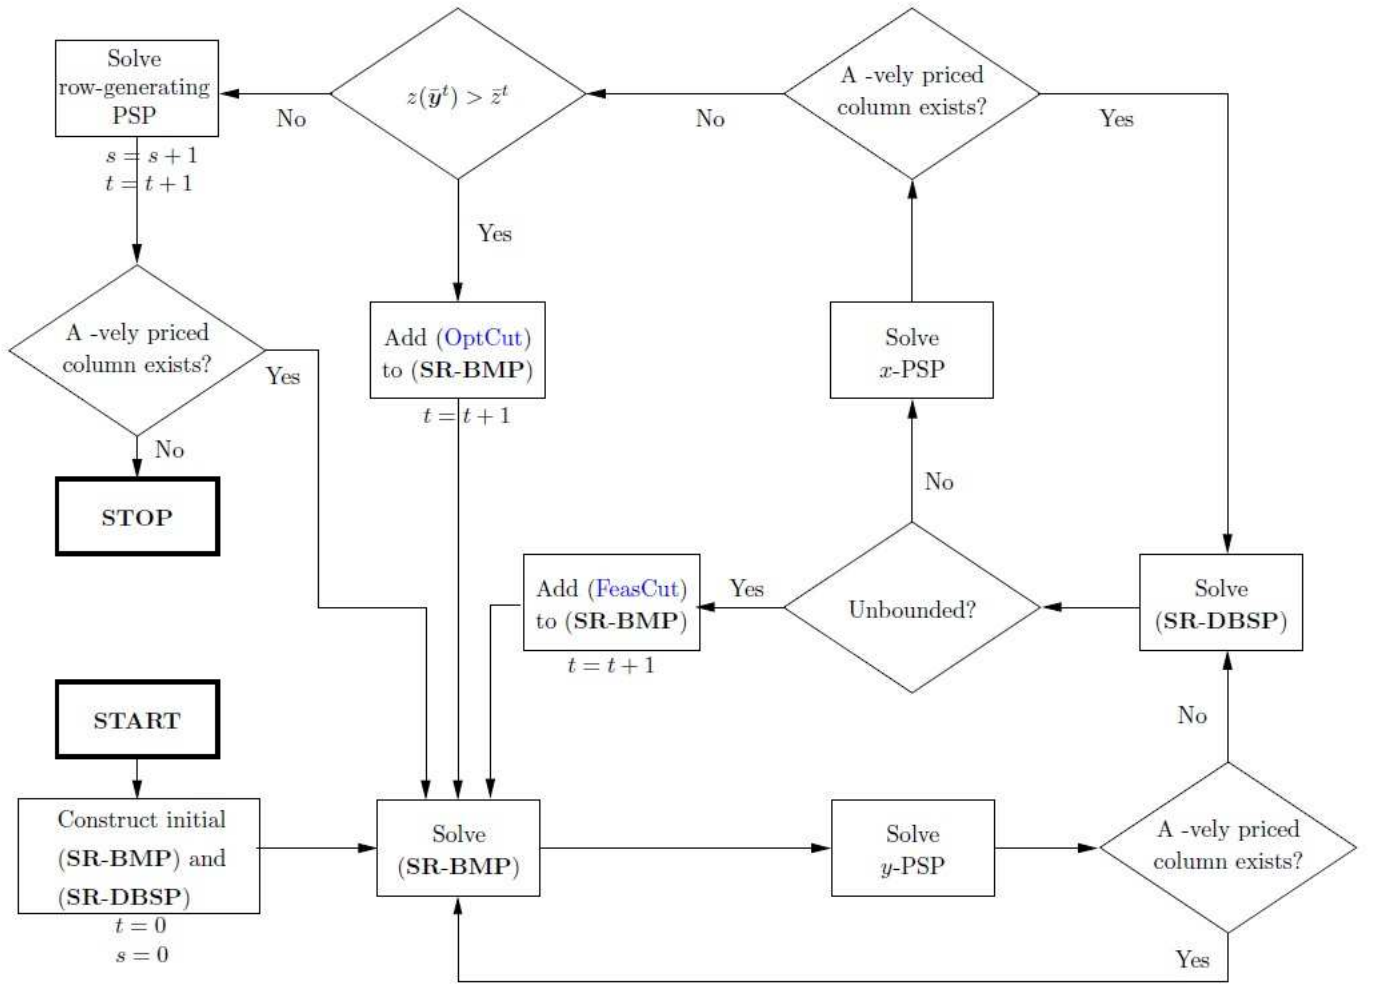 Solve
row-generating
PSP
s = s + 1
t = t + 1
No
z(ȳᵗ) > z̄ᵗ
No
A -vely priced
column exists?
Yes
Yes
A -vely priced
column exists?
Yes
No
STOP
Add (OptCut)
to (SR-BMP)
t = t + 1
Solve
x-PSP
No
Add (FeasCut)
to (SR-BMP)
t = t + 1
Yes
Unbounded?
Solve
(SR-DBSP)
No
START
Construct initial
(SR-BMP) and
(SR-DBSP)
t = 0
s = 0
Solve
(SR-BMP)
Solve
y-PSP
A -vely priced
column exists?
Yes